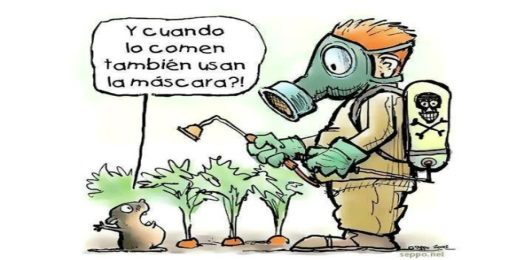 Y cuando
lo comen
también usan
la máscara?!
seppo.net